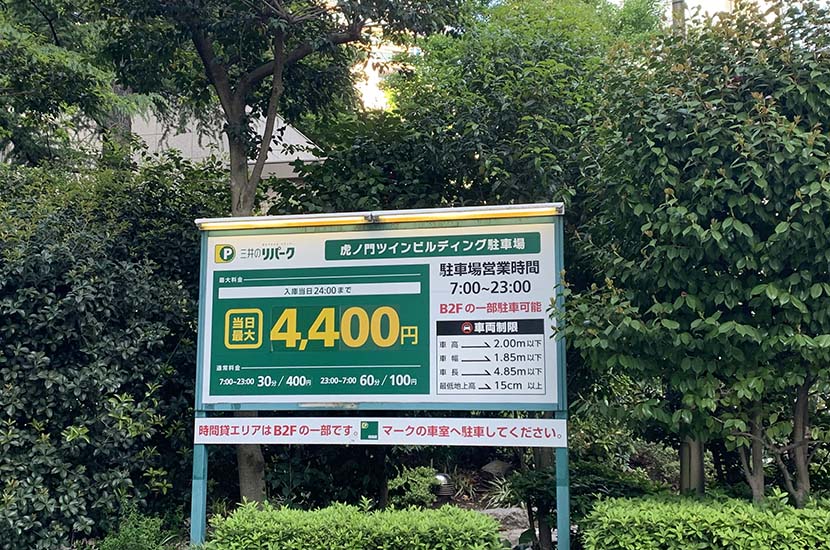 P 三井のリパーク
虎ノ門ツインビルディング駐車場
最大料金
入庫当日24:00まで
当日最大 4,400円
通常料金
7:00~23:00 30分/400円 23:00~7:00 60分/100円
駐車場営業時間
7:00~23:00
B2Fの一部駐車可能
車両制限
車高 2.00m以下
車幅 1.85m以下
車長 4.85m以下
最低地上高 15cm以上
時間貸エリアはB2Fの一部です。 マークの車室へ駐車してください。